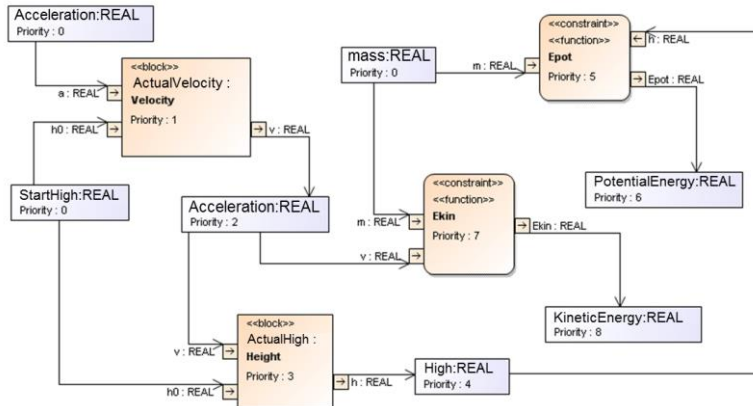 Acceleration:REAL
Priority : 0
a : REAL
<<block>>
ActualVelocity :
Velocity
Priority : 1
h0 : REAL
v : REAL
StartHigh:REAL
Priority : 0
Acceleration:REAL
Priority : 2
v : REAL
h0 : REAL
<<block>>
ActualHigh :
Height
Priority : 3
h : REAL
High:REAL
Priority : 4
mass:REAL
Priority : 0
m : REAL
<<constraint>>
<<function>>
Epot
Priority : 5
h : REAL
Epot : REAL
PotentialEnergy:REAL
Priority : 6
m : REAL
v : REAL
<<constraint>>
<<function>>
Ekin
Priority : 7
Ekin : REAL
KineticEnergy:REAL
Priority : 8